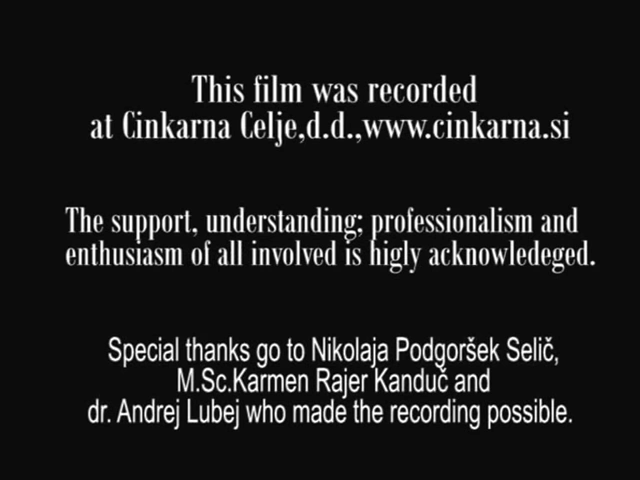 This film was recorded
at Cinkarna Celje,d.d.,www.cinkarna.si
The support, understanding; professionalism and
enthusiasm of all involved is higly acknowledeged.
Special thanks go to Nikolaja Podgoršek Selič,
M.Sc.Karmen Rajer Kanduč and
dr. Andrej Lubej who made the recording possible.